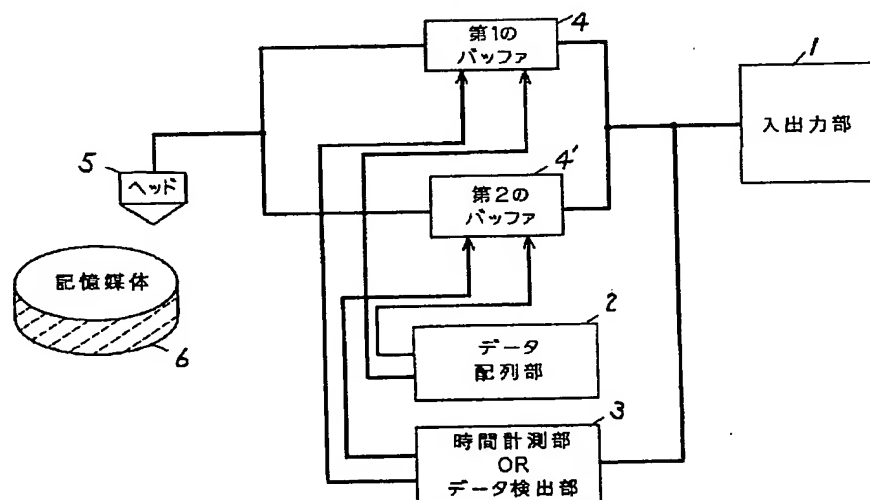 4
第1の
バッファ
1
入出力部
5
ヘッド
4'
第2の
バッファ
記憶媒体
6
2
データ
配列部
3
時間計測部
OR
データ検出部